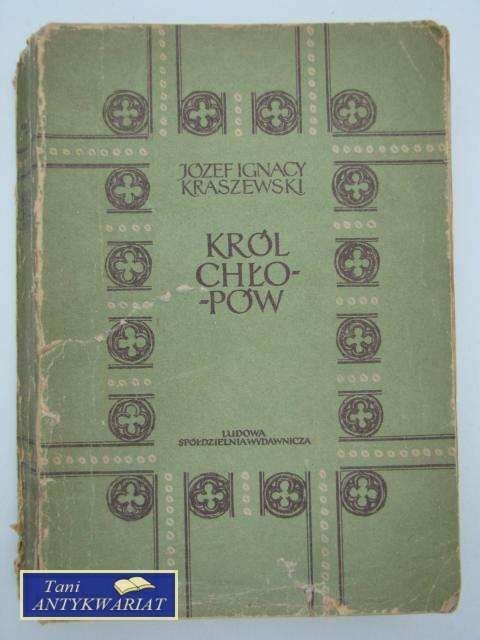 JÓZEF IGNACY
KRASZEWSKI
KRÓL
CHŁO-
-PÓW
LUDOWA
SPÓŁDZIELNIA WYDAWNICZA
Tani
ANTYKWARIAT